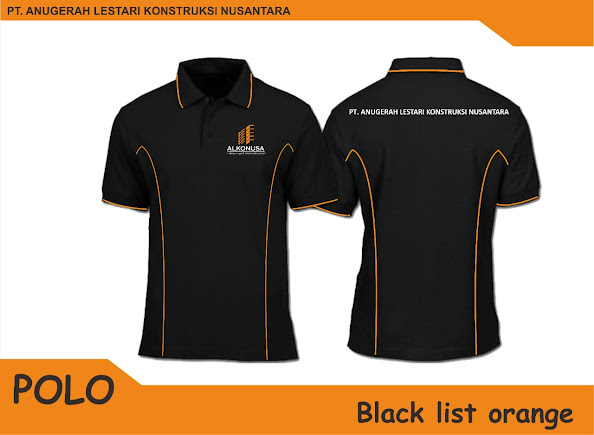 PT. ANUGERAH LESTARI KONSTRUKSI NUSANTARA
ALKONUSA
PT. ANUGERAH LESTARI KONSTRUKSI NUSANTARA
POLO
Black list orange